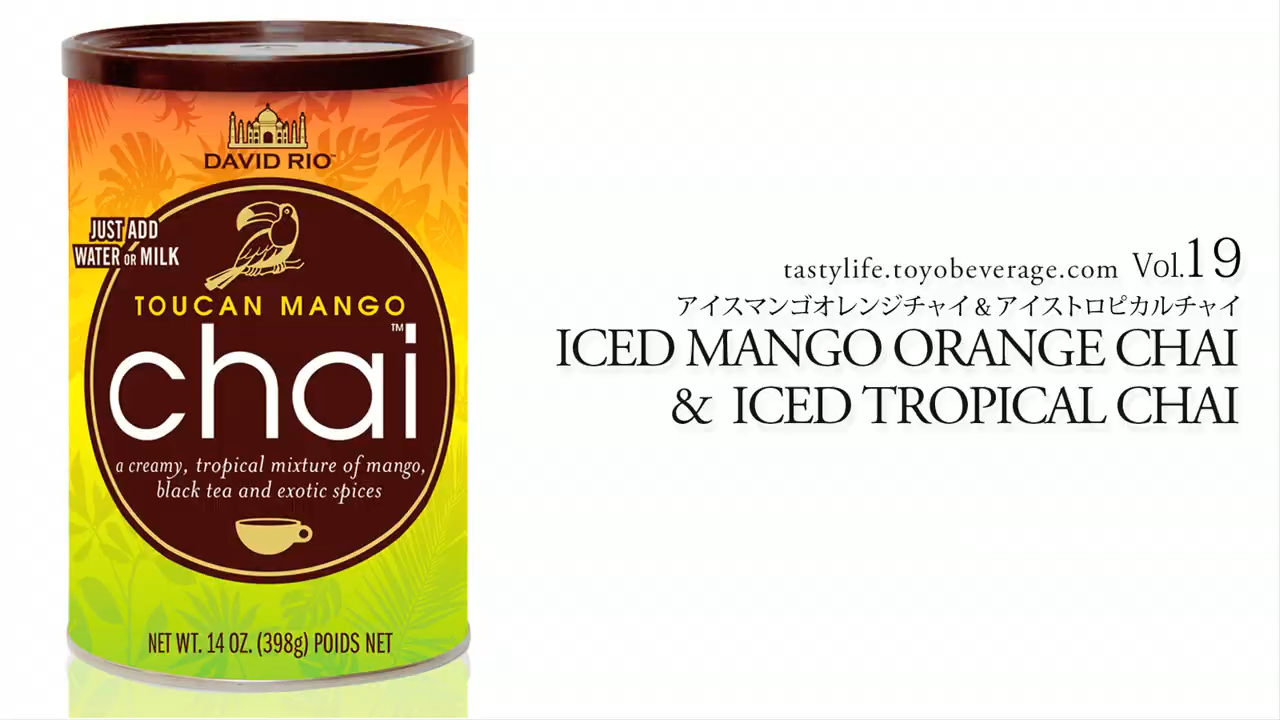 DAVID RIO™
JUST ADD
WATER or MILK
TOUCAN MANGO
chai™
a creamy, tropical mixture of mango,
black tea and exotic spices
NET WT. 14 OZ. (398g) POIDS NET
tastylife.toyobeverage.com Vol.19
アイスマンゴオレンジチャイ&アイストロピカルチャイ
ICED MANGO ORANGE CHAI
& ICED TROPICAL CHAI